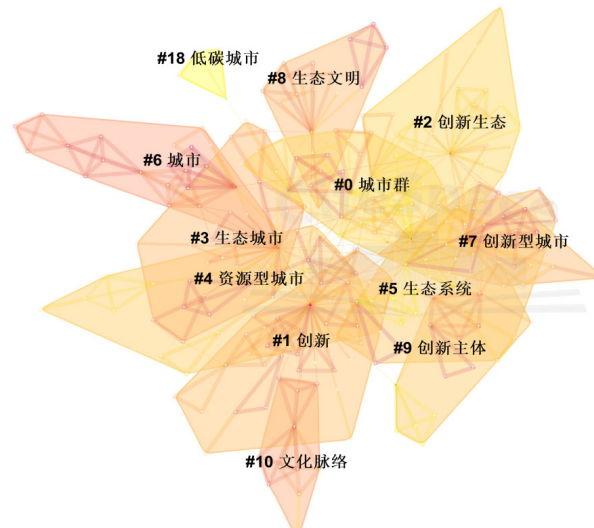 #18 低碳城市
#8 生态文明
#2 创新生态
#6 城市
#0 城市群
#3 生态城市
#7 创新型城市
#4 资源型城市
#5 生态系统
#1 创新
#9 创新主体
#10 文化脉络